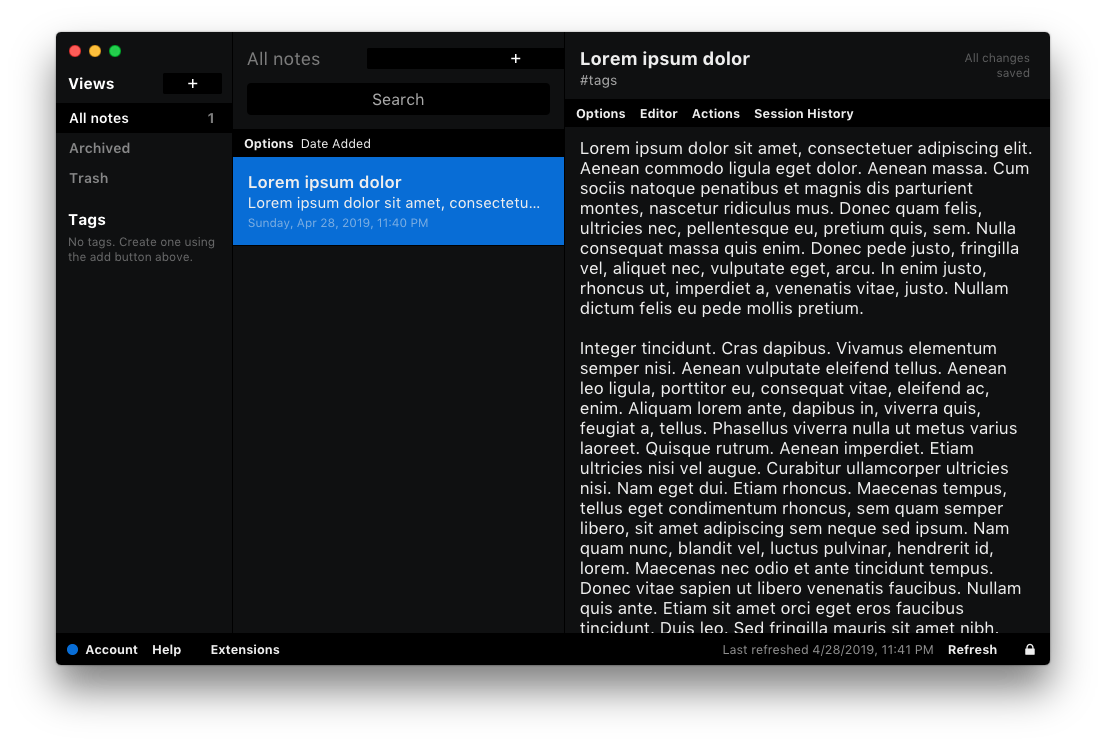 Views
+
All notes 1
Archived
Trash
Tags
No tags. Create one using
the add button above.
All notes
+
Search
Options Date Added
Lorem ipsum dolor
Lorem ipsum dolor sit amet, consectetu...
Sunday, Apr 28, 2019, 11:40 PM
Lorem ipsum dolor
#tags
All changes
saved
Options Editor Actions Session History
Lorem ipsum dolor sit amet, consectetuer adipiscing elit.
Aenean commodo ligula eget dolor. Aenean massa. Cum
sociis natoque penatibus et magnis dis parturient
montes, nascetur ridiculus mus. Donec quam felis,
ultricies nec, pellentesque eu, pretium quis, sem. Nulla
consequat massa quis enim. Donec pede justo, fringilla
vel, aliquet nec, vulputate eget, arcu. In enim justo,
rhoncus ut, imperdiet a, venenatis vitae, justo. Nullam
dictum felis eu pede mollis pretium.
Integer tincidunt. Cras dapibus. Vivamus elementum
semper nisi. Aenean vulputate eleifend tellus. Aenean
leo ligula, porttitor eu, consequat vitae, eleifend ac,
enim. Aliquam lorem ante, dapibus in, viverra quis,
feugiat a, tellus. Phasellus viverra nulla ut metus varius
laoreet. Quisque rutrum. Aenean imperdiet. Etiam
ultricies nisi vel augue. Curabitur ullamcorper ultricies
nisi. Nam eget dui. Etiam rhoncus. Maecenas tempus,
tellus eget condimentum rhoncus, sem quam semper
libero, sit amet adipiscing sem neque sed ipsum. Nam
quam nunc, blandit vel, luctus pulvinar, hendrerit id,
lorem. Maecenas nec odio et ante tincidunt tempus.
Donec vitae sapien ut libero venenatis faucibus. Nullam
quis ante. Etiam sit amet orci eget eros faucibus
tincidunt. Duis leo. Sed fringilla mauris sit amet nibh.
Account Help Extensions
Last refreshed 4/28/2019, 11:41 PM Refresh